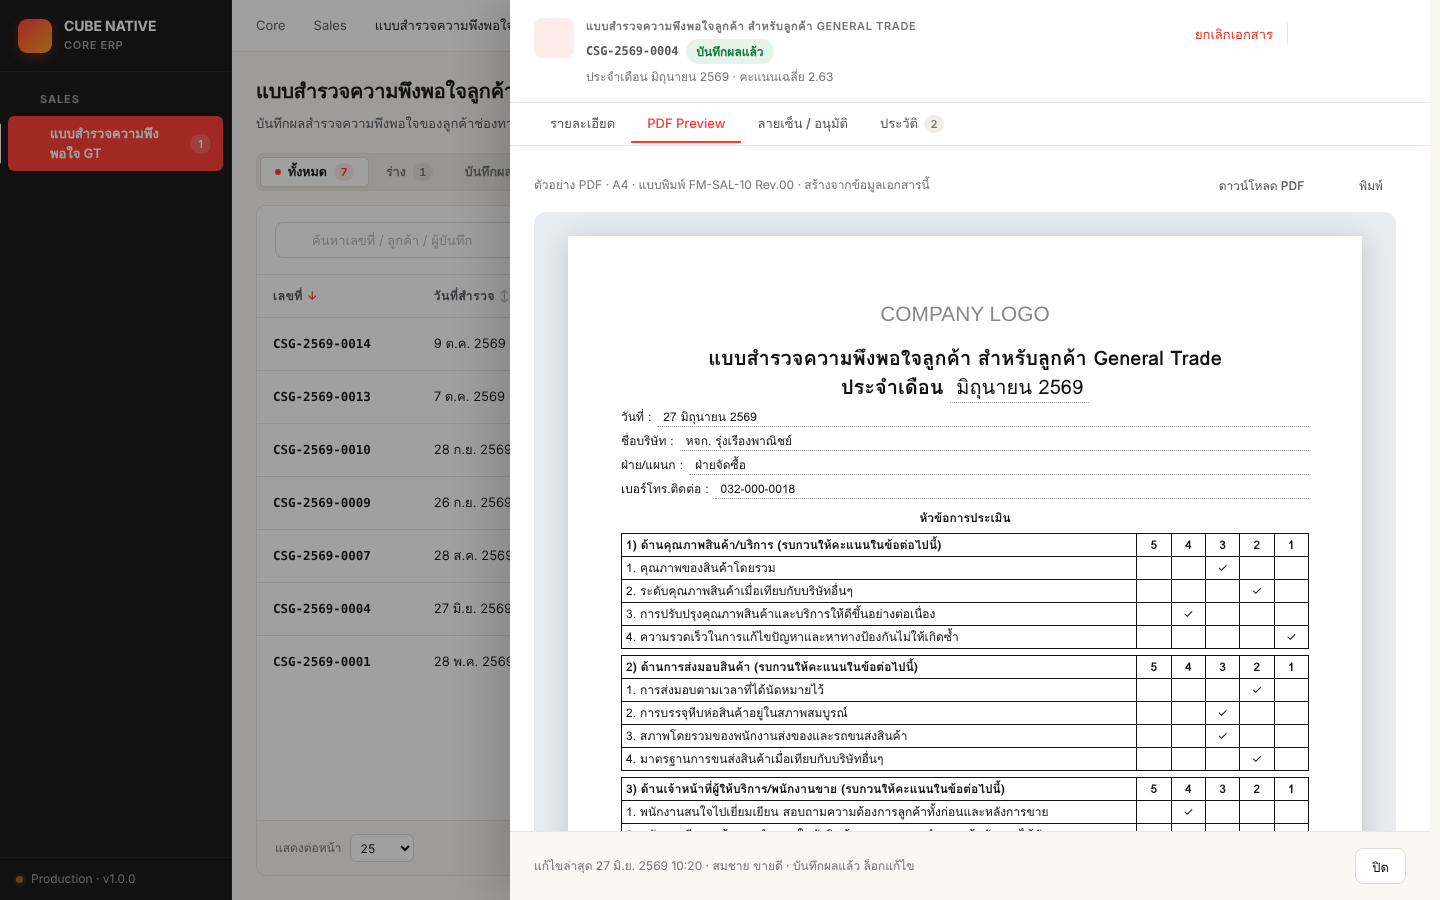 CUBE NATIVE
CORE ERP
SALES
แบบสำรวจความพึง
พอใจ GT
1
Production · v1.0.0
Core
Sales
แบบสำรวจความพึงพอใจ
แบบสำรวจความพึงพอใจลูกค้า
บันทึกผลสำรวจความพึงพอใจของลูกค้าช่องทา
ทั้งหมด 7
ร่าง 1
บันทึกผล
ค้นหาเลขที่ / ลูกค้า / ผู้บันทึก
เลขที่
วันที่สำรวจ
CSG-2569-0014 9 ต.ค. 2569
CSG-2569-0013 7 ต.ค. 2569
CSG-2569-0010 28 ก.ย. 2569
CSG-2569-0009 26 ก.ย. 2569
CSG-2569-0007 28 ส.ค. 2569
CSG-2569-0004 27 มิ.ย. 2569
CSG-2569-0001 28 พ.ค. 2569
แสดงต่อหน้า 25
แบบสำรวจความพึงพอใจลูกค้า สำหรับลูกค้า GENERAL TRADE
CSG-2569-0004 บันทึกผลแล้ว
ประจำเดือน มิถุนายน 2569 · คะแนนเฉลี่ย 2.63
ยกเลิกเอกสาร
รายละเอียด
PDF Preview
ลายเซ็น / อนุมัติ
ประวัติ 2
ตัวอย่าง PDF · A4 · แบบพิมพ์ FM-SAL-10 Rev.00 · สร้างจากข้อมูลเอกสารนี้
ดาวน์โหลด PDF
พิมพ์
COMPANY LOGO
แบบสำรวจความพึงพอใจลูกค้า สำหรับลูกค้า General Trade
ประจำเดือน มิถุนายน 2569
วันที่ : 27 มิถุนายน 2569
ชื่อบริษัท : หจก. รุ่งเรืองพาณิชย์
ฝ่าย/แผนก : ฝ่ายจัดซื้อ
เบอร์โทร.ติดต่อ : 032-000-0018
หัวข้อการประเมิน
1) ด้านคุณภาพสินค้า/บริการ (รบกวนให้คะแนนในข้อต่อไปนี้) 5 4 3 2 1
1. คุณภาพของสินค้าโดยรวม ✓
2. ระดับคุณภาพสินค้าเมื่อเทียบกับบริษัทอื่นๆ ✓
3. การปรับปรุงคุณภาพสินค้าและบริการให้ดีขึ้นอย่างต่อเนื่อง ✓
4. ความรวดเร็วในการแก้ไขปัญหาและหาทางป้องกันไม่ให้เกิดซ้ำ ✓
2) ด้านการส่งมอบสินค้า (รบกวนให้คะแนนในข้อต่อไปนี้) 5 4 3 2 1
1. การส่งมอบตามเวลาที่ได้นัดหมายไว้ ✓
2. การบรรจุหีบห่อสินค้าอยู่ในสภาพสมบูรณ์ ✓
3. สภาพโดยรวมของพนักงานส่งของและรถขนส่งสินค้า ✓
4. มาตรฐานการขนส่งสินค้าเมื่อเทียบกับบริษัทอื่นๆ ✓
3) ด้านเจ้าหน้าที่ผู้ให้บริการ/พนักงานขาย (รบกวนให้คะแนนในข้อต่อไปนี้) 5 4 3 2 1
1. พนักงานสนใจไปเยี่ยมเยียน สอบถามความต้องการลูกค้าทั้งก่อนและหลังการขาย ✓
แก้ไขล่าสุด 27 มิ.ย. 2569 10:20 · สมชาย ขายดี · บันทึกผลแล้ว ล็อกแก้ไข
ปิด